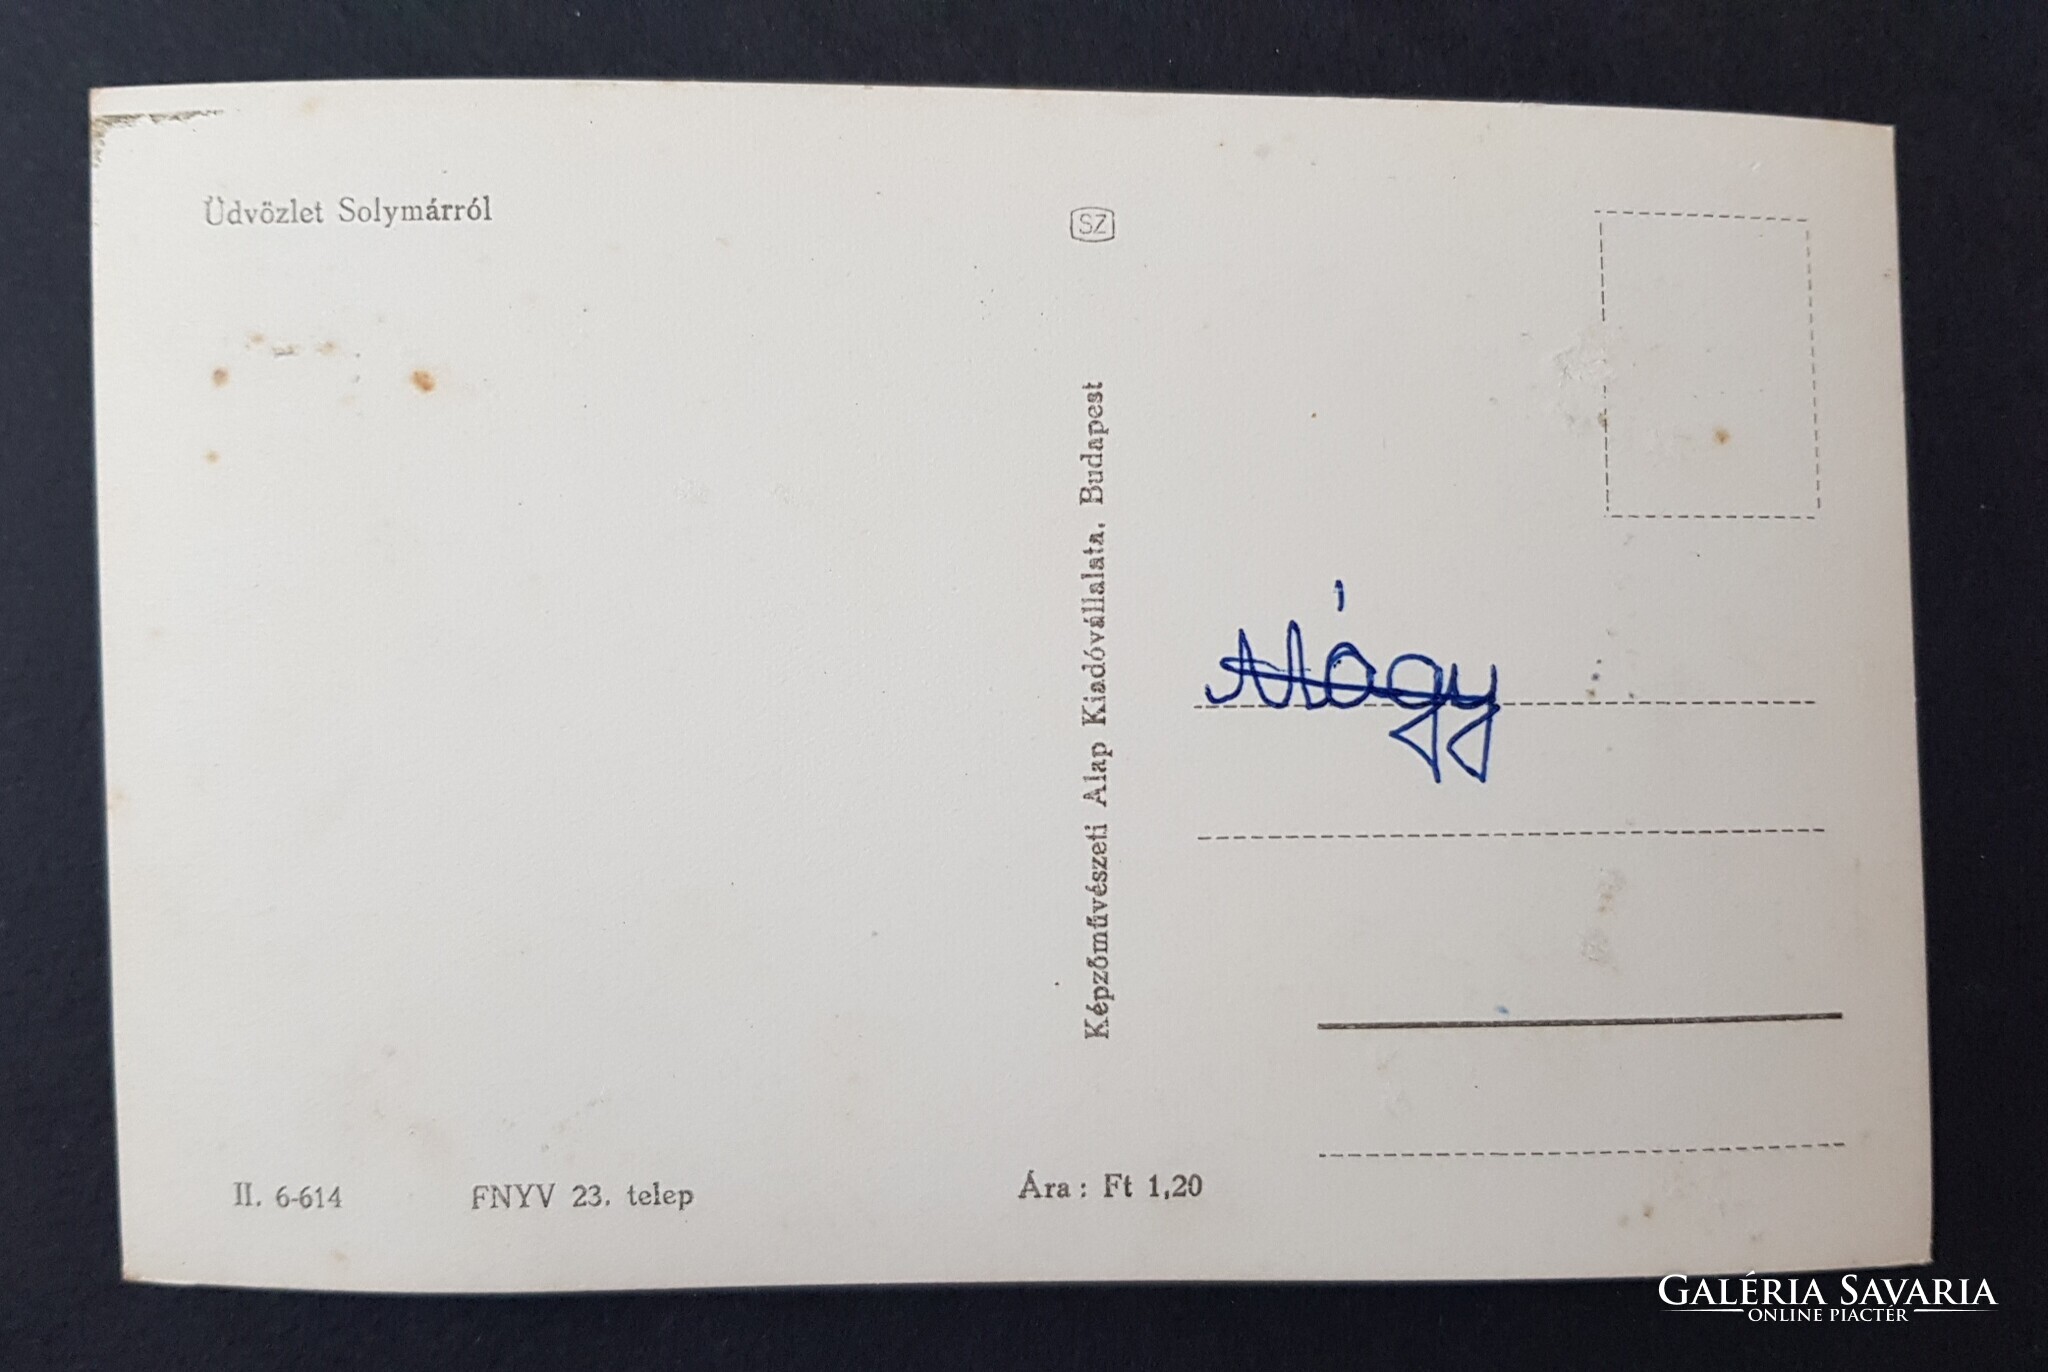 Üdvözlet Solymárról
SZ
Képzőművészeti Alap Kiadóvállalata, Budapest
II. 6-614 FNYV 23. telep Ára: Ft 1,20
GALÉRIA SAVARIA
ONLINE PIACTÉR